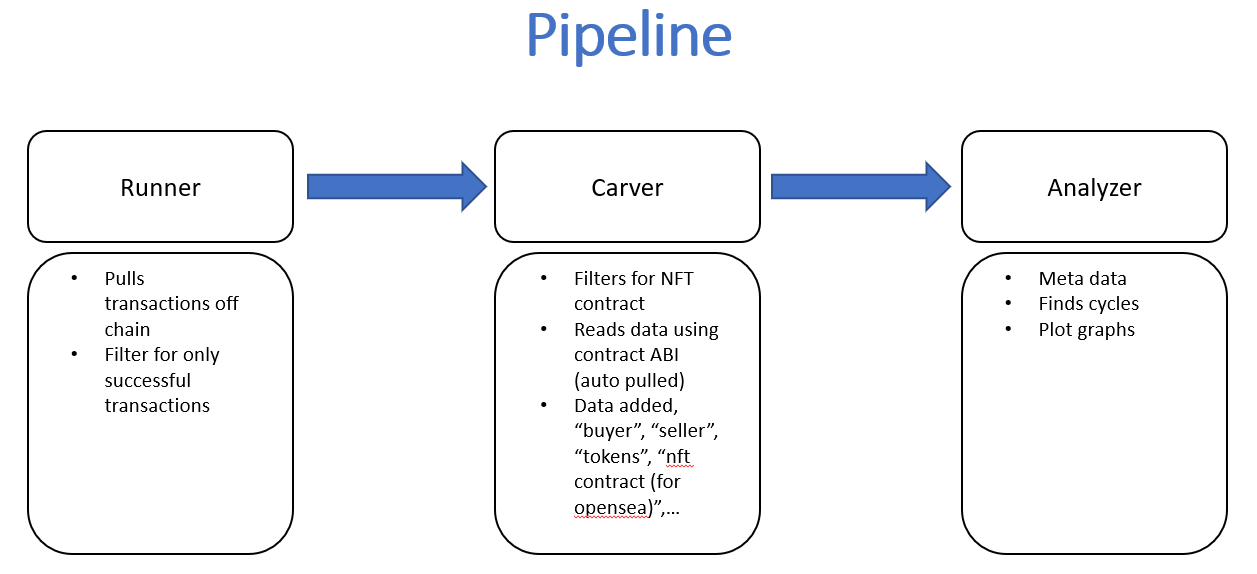 Pipeline
Runner
Carver
Analyzer
• Pulls
transactions off
chain
• Filter for only
successful
transactions
• Filters for NFT
contract
• Reads data using
contract ABI
(auto pulled)
• Data added,
“buyer”, “seller”,
“tokens”, “nft
contract (for
opensea)”,...
• Meta data
• Finds cycles
• Plot graphs